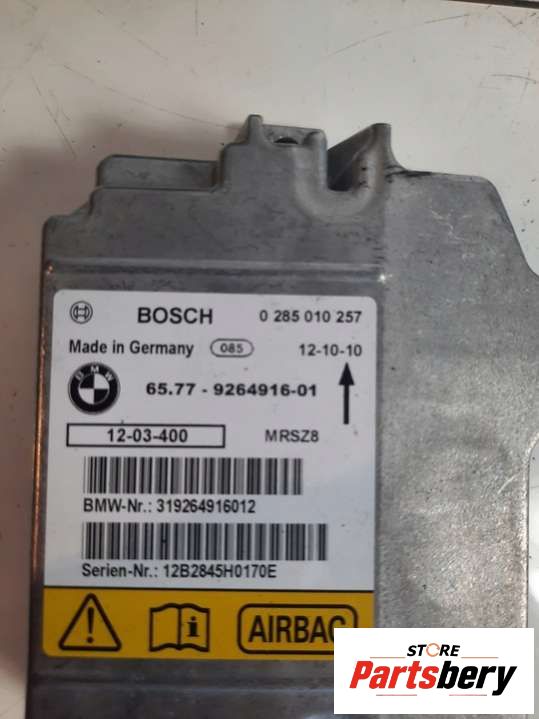 BOSCH 0 285 010 257
Made in Germany 085 12-10-10
BMW 65.77 - 9264916-01
12-03-400 MRSZ8
BMW-Nr.: 319264916012
Serien-Nr.: 12B2845H0170E
i AIRBAG
STORE
Partsbery